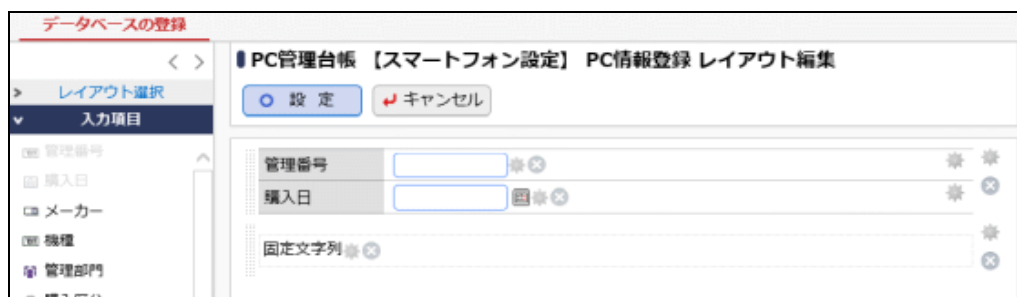 データベースの登録
< >
レイアウト選択
入力項目
管理番号
購入日
メーカー
機種
管理部門
PC管理台帳 【スマートフォン設定】 PC情報登録 レイアウト編集
設 定
キャンセル
管理番号
購入日
固定文字列